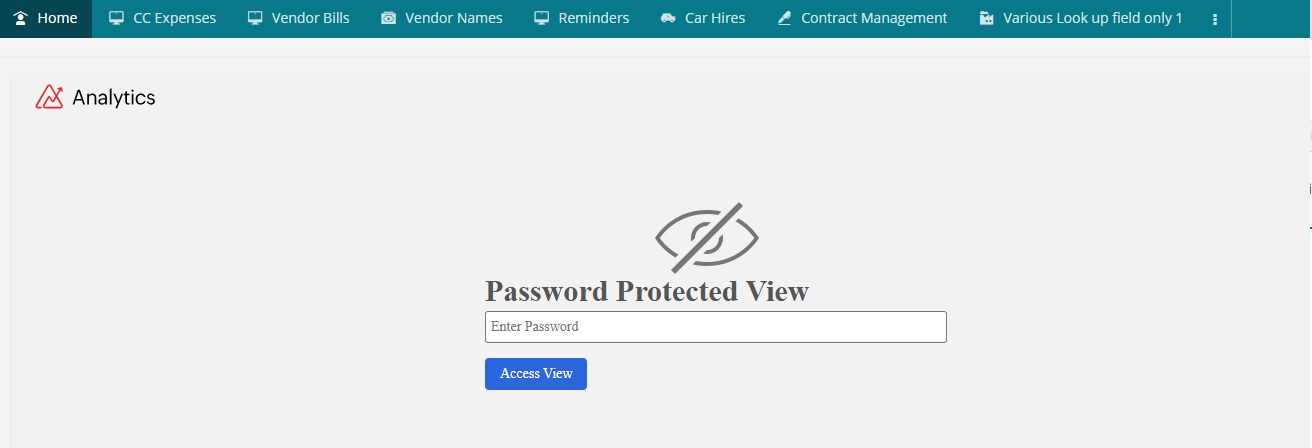 Home CC Expenses Vendor Bills Vendor Names Reminders Car Hires Contract Management Various Look up field only 1
Analytics
Password Protected View
Enter Password
Access View